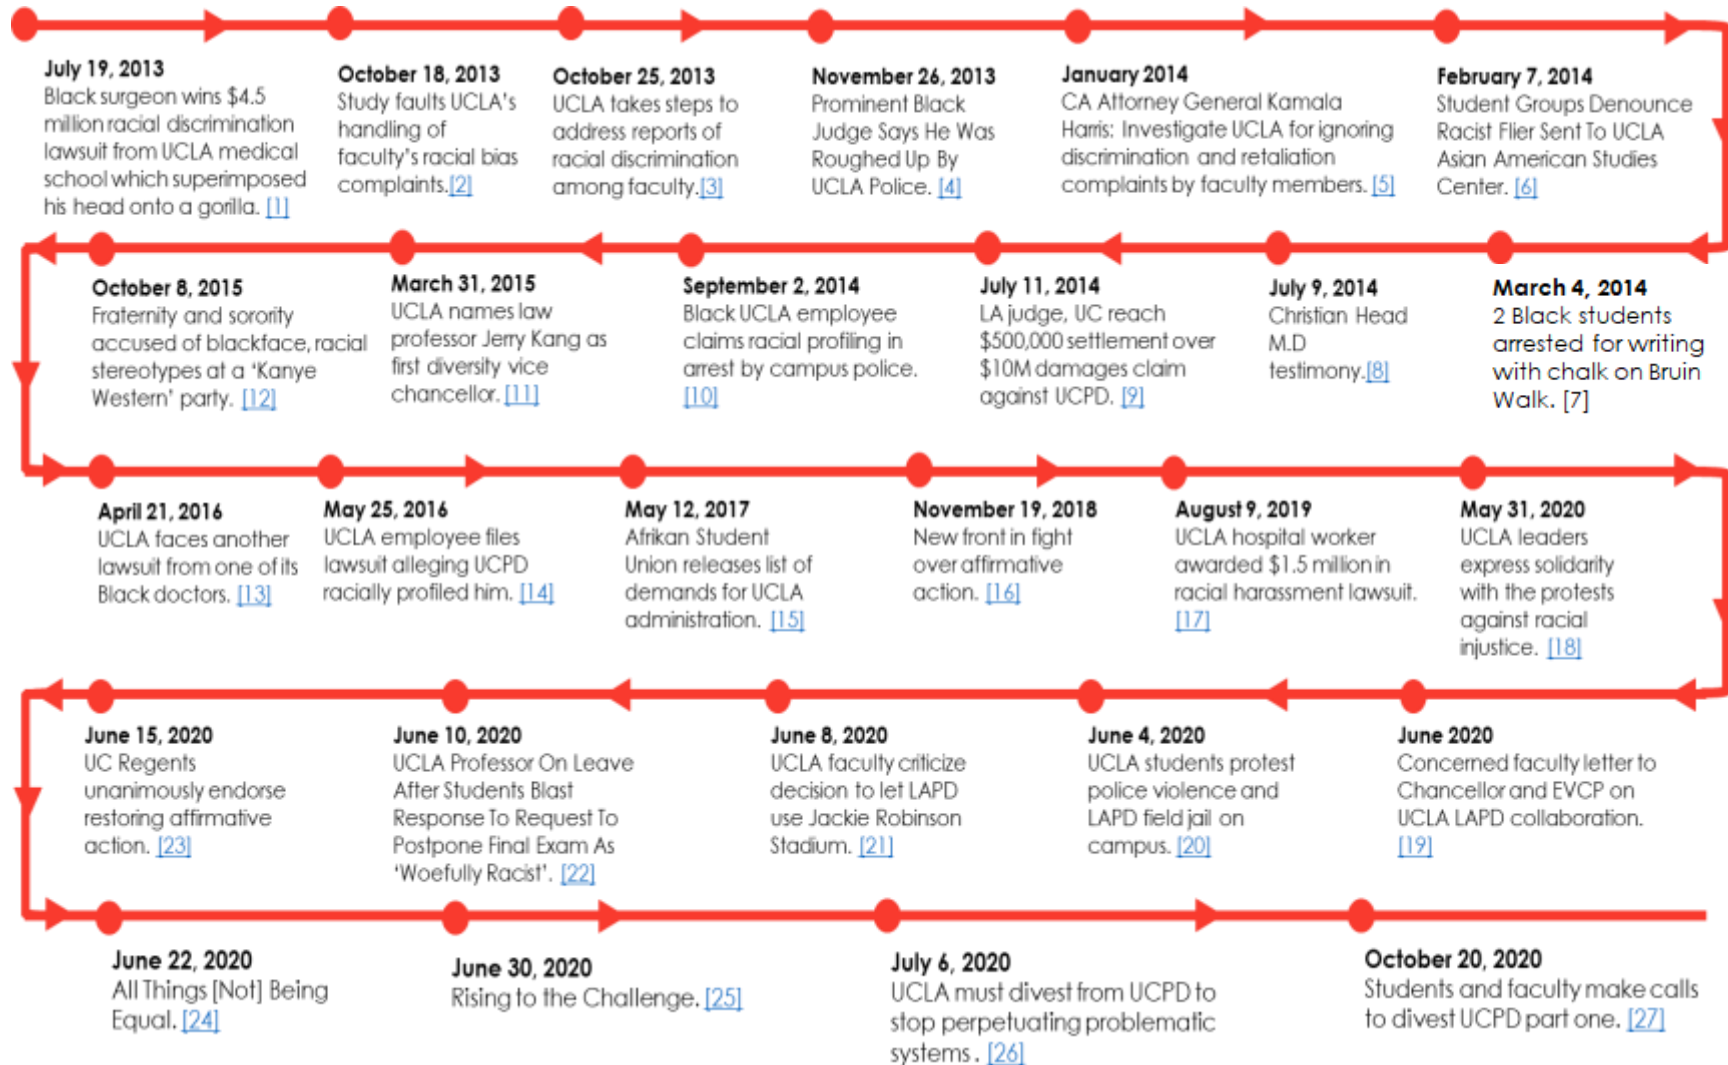 July 19, 2013
Black surgeon wins $4.5
million racial discrimination
lawsuit from UCLA medical
school which superimposed
his head onto a gorilla. [1]
October 18, 2013
Study faults UCLA's
handling of
faculty's racial bias
complaints.[2]
October 25, 2013
UCLA takes steps to
address reports of
racial discrimination
among faculty.[3]
November 26, 2013
Prominent Black
Judge Says He Was
Roughed Up By
UCLA Police. [4]
January 2014
CA Attorney General Kamala
Harris: Investigate UCLA for ignoring
discrimination and retaliation
complaints by faculty members. [5]
February 7, 2014
Student Groups Denounce
Racist Flier Sent To UCLA
Asian American Studies
Center. [6]
March 4, 2014
2 Black students
arrested for writing
with chalk on Bruin
Walk. [7]
July 9, 2014
Christian Head
M.D
testimony.[8]
July 11, 2014
LA judge, UC reach
$500,000 settlement over
$10M damages claim
against UCPD. [9]
September 2, 2014
Black UCLA employee
claims racial profiling in
arrest by campus police.
[10]
March 31, 2015
UCLA names law
professor Jerry Kang as
first diversity vice
chancellor. [11]
October 8, 2015
Fraternity and sorority
accused of blackface, racial
stereotypes at a 'Kanye
Western' party. [12]
April 21, 2016
UCLA faces another
lawsuit from one of its
Black doctors. [13]
May 25, 2016
UCLA employee files
lawsuit alleging UCPD
racially profiled him. [14]
May 12, 2017
Afrikan Student
Union releases list of
demands for UCLA
administration. [15]
November 19, 2018
New front in fight
over affirmative
action. [16]
August 9, 2019
UCLA hospital worker
awarded $1.5 million in
racial harassment lawsuit.
[17]
May 31, 2020
UCLA leaders
express solidarity
with the protests
against racial
injustice. [18]
June 2020
Concerned faculty letter to
Chancellor and EVCP on
UCLA LAPD collaboration.
[19]
June 4, 2020
UCLA students protest
police violence and
LAPD field jail on
campus. [20]
June 8, 2020
UCLA faculty criticize
decision to let LAPD
use Jackie Robinson
Stadium. [21]
June 10, 2020
UCLA Professor On Leave
After Students Blast
Response To Request To
Postpone Final Exam As
'Woefully Racist'. [22]
June 15, 2020
UC Regents
unanimously endorse
restoring affirmative
action. [23]
June 22, 2020
All Things [Not] Being
Equal. [24]
June 30, 2020
Rising to the Challenge. [25]
July 6, 2020
UCLA must divest from UCPD to
stop perpetuating problematic
systems. [26]
October 20, 2020
Students and faculty make calls
to divest UCPD part one. [27]